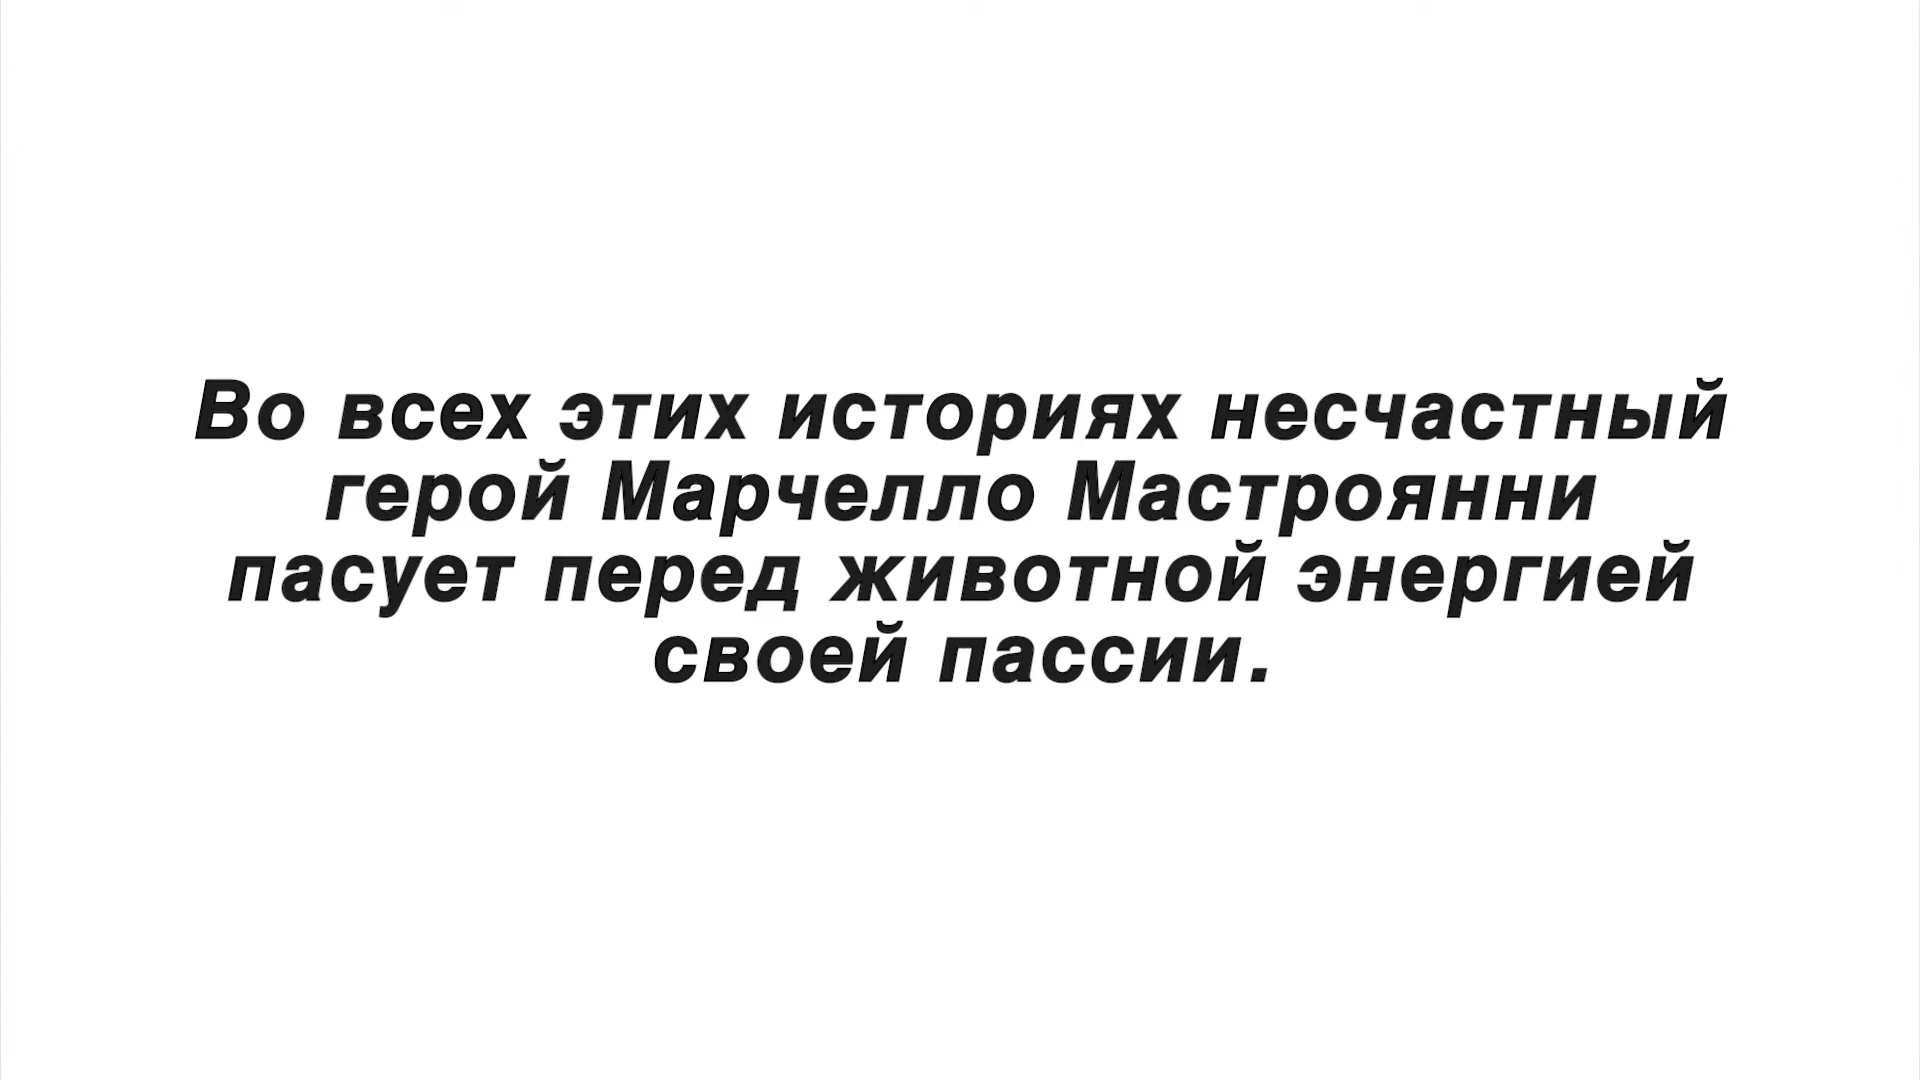 Во всех этих историях несчастный
герой Марчелло Мастроянни
пасует перед животной энергией
своей пассии.